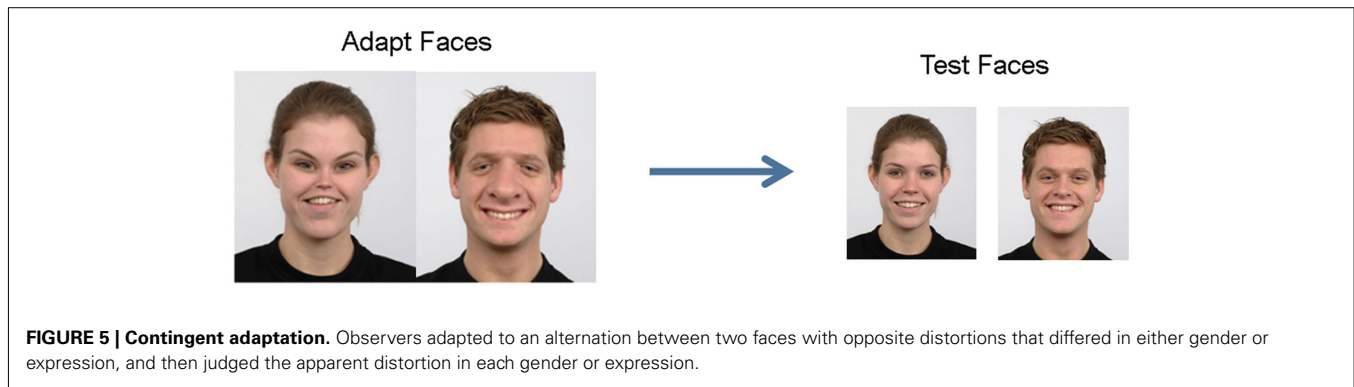 Adapt Faces
Test Faces
FIGURE 5 | Contingent adaptation. Observers adapted to an alternation between two faces with opposite distortions that differed in either gender or
expression, and then judged the apparent distortion in each gender or expression.